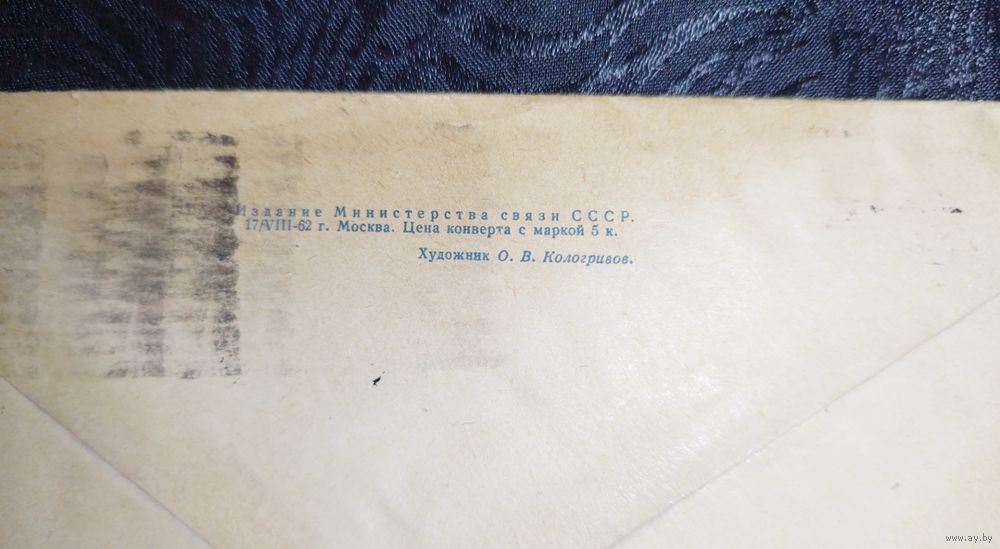 Издание Министерства связи СССР.
17/VIII-62 г. Москва. Цена конверта с маркой 5 к.
Художник О. В. Кологривов.
www.ay.by